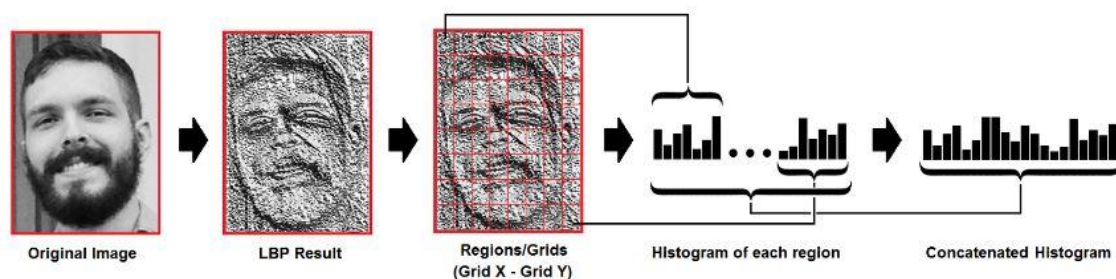 Original Image
LBP Result
Regions/Grids
(Grid X - Grid Y)
Histogram of each region
Concatenated Histogram